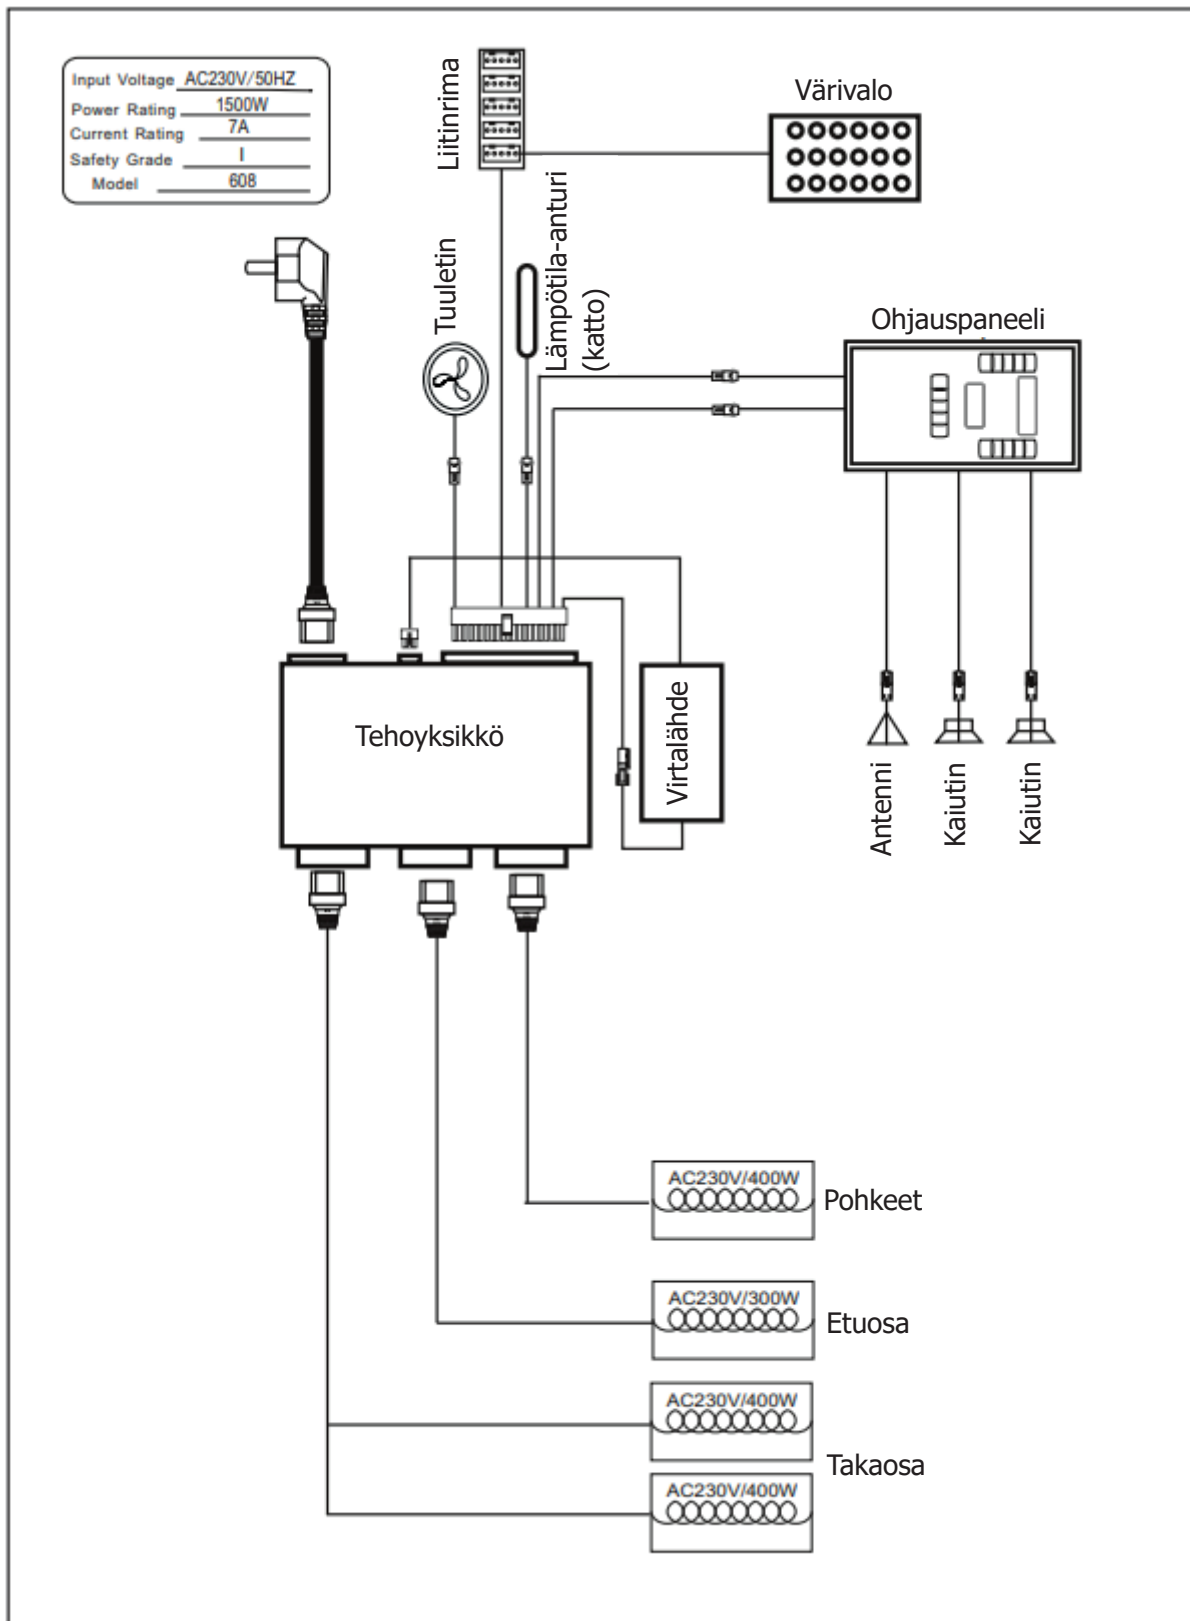 Input Voltage AC230V/50HZ
Power Rating 1500W
Current Rating 7A
Safety Grade I
Model 608
Liitinrima
Värivalo
Tuuletin
Lämpötila-anturi
(katto)
Ohjauspaneeli
Tehoyksikkö
Virtalähde
Antenni
Kaiutin
Kaiutin
AC230V/400W
Pohkeet
AC230V/300W
Etuosa
AC230V/400W
Takaosa
AC230V/400W